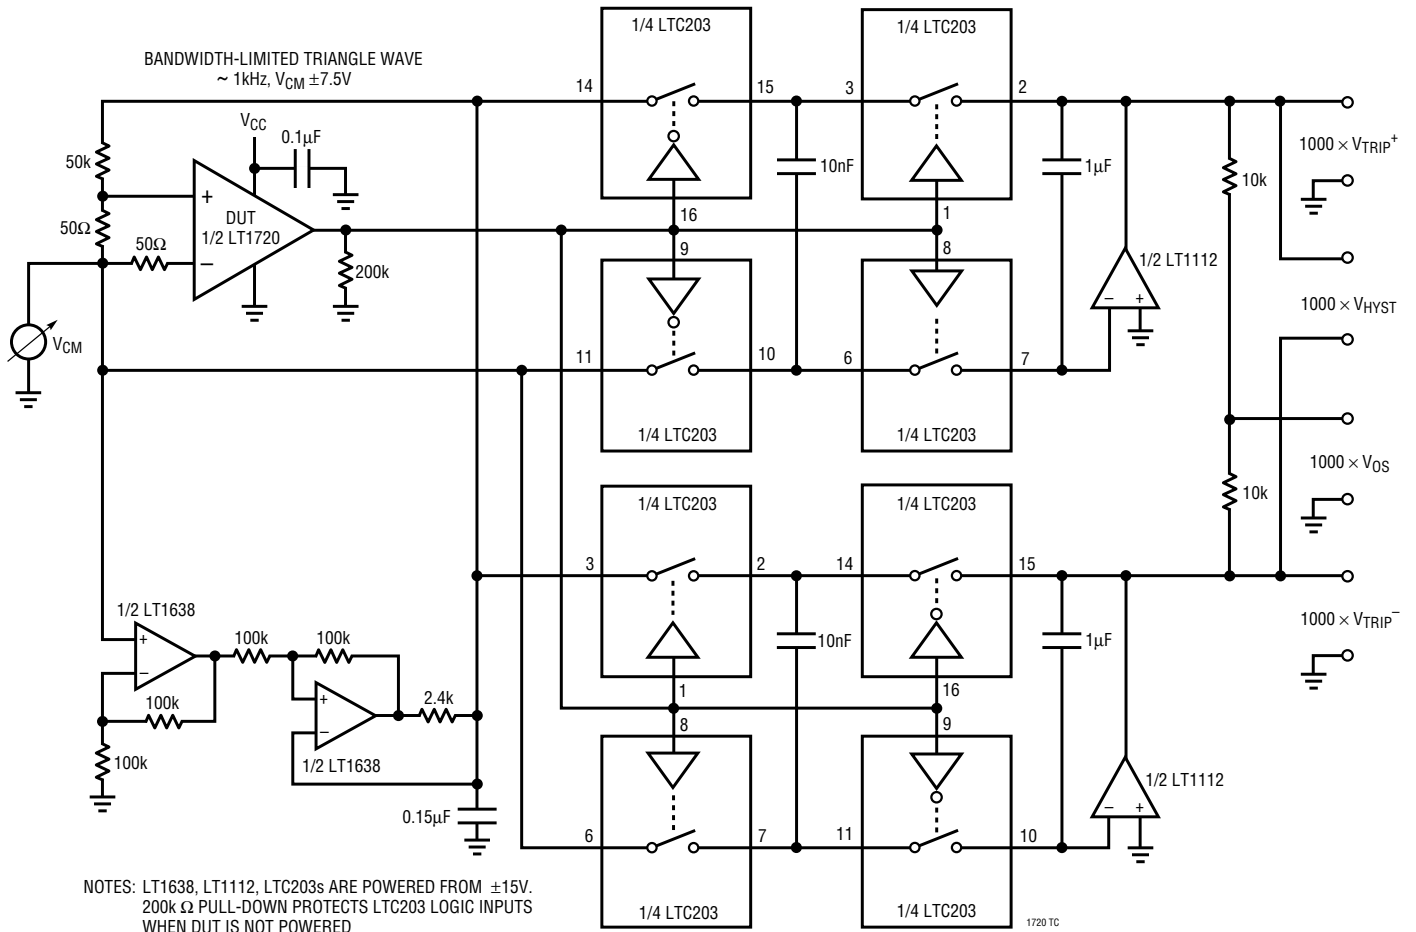 BANDWIDTH-LIMITED TRIANGLE WAVE
~ 1kHz, VCM ±7.5V
1/4 LTC203
1/4 LTC203
14
15
3
2
VCC
0.1µF
50k
10nF
1µF
10k
1000 × VTRIP+
+
DUT
1/2 LT1720
−
50Ω
50Ω
16
1
200k
9
8
1/2 LT1112
− +
1000 × VHYST
VCM
11
10
6
7
1/4 LTC203
1/4 LTC203
1000 × VOS
10k
1/4 LTC203
1/4 LTC203
3
2
14
15
1/2 LT1638
+
−
100k
100k
10nF
1µF
1000 × VTRIP−
100k
+
−
2.4k
1
16
8
9
100k
1/2 LT1638
1/2 LT1112
− +
0.15µF
6
7
11
10
NOTES: LT1638, LT1112, LTC203s ARE POWERED FROM ±15V.
200k Ω PULL-DOWN PROTECTS LTC203 LOGIC INPUTS
WHEN DUT IS NOT POWERED
1/4 LTC203
1/4 LTC203
1720 TC